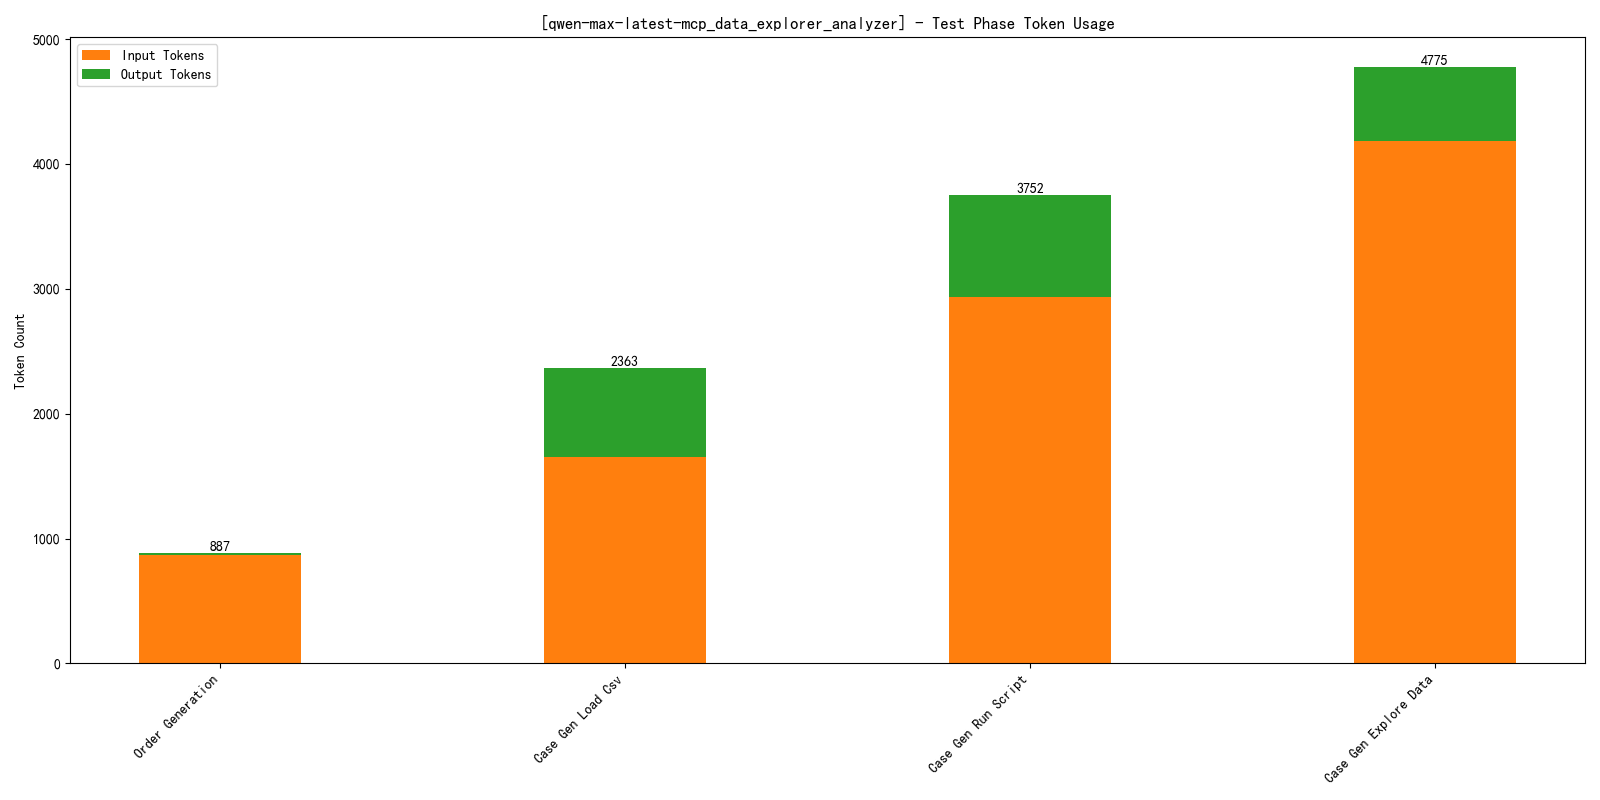 [qwen-max-latest-mcp_data_explorer_analyzer] - Test Phase Token Usage
Input Tokens
Output Tokens
Token Count
5000
4000
3000
2000
1000
0
887
2363
3752
4775
Order Generation
Case Gen Load Csv
Case Gen Run Script
Case Gen Explore Data